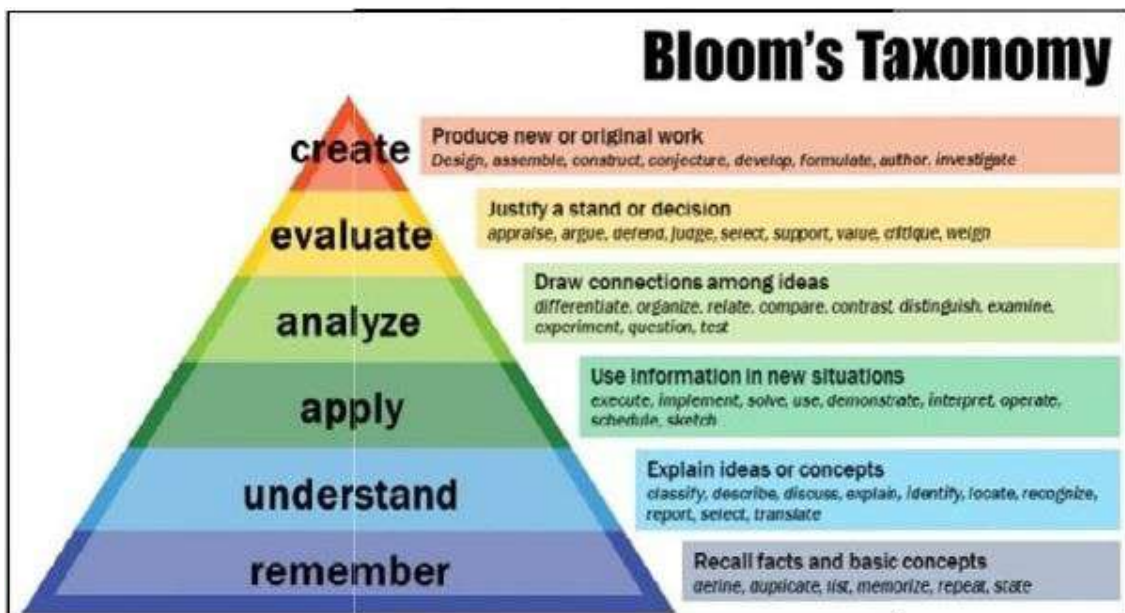 Bloom's Taxonomy
create
Produce new or original work
Design, assemble, construct, conjecture, develop, formulate, author, investigate
evaluate
Justify a stand or decision
appraise, argue, defend, judge, select, support, value, critique, weign
analyze
Draw connections among ideas
differentiate, organize, relate, compare, contrast, distinguish, examine,
experiment, question, test
apply
Use information in new situations
execute, implement, solve, use, demonstrate, interpret, operate,
schedule, sketch
understand
Explain ideas or concepts
classify, describe, discuss, explain, identify, locate, recognize,
report, select, translate
remember
Recall facts and basic concepts
define, duplicate, list, memorize, repeat, state